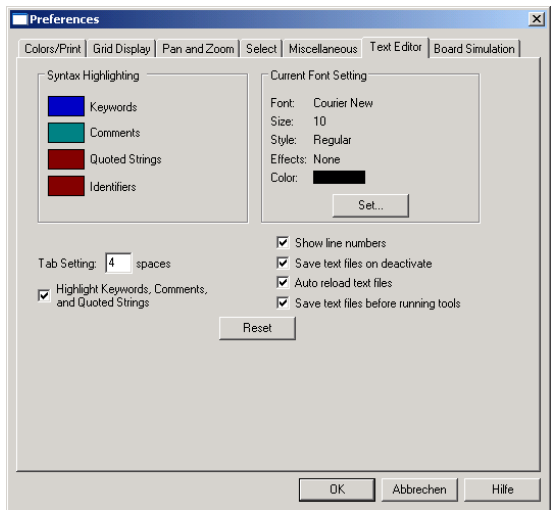 Preferences
Colors/Print Grid Display Pan and Zoom Select Miscellaneous Text Editor Board Simulation
Syntax Highlighting
Keywords
Comments
Quoted Strings
Identifiers
Current Font Setting
Font: Courier New
Size: 10
Style: Regular
Effects: None
Color:
Set...
Tab Setting: 4 spaces
Highlight Keywords, Comments,
and Quoted Strings
Show line numbers
Save text files on deactivate
Auto reload text files
Save text files before running tools
Reset
OK Abbrechen Hilfe